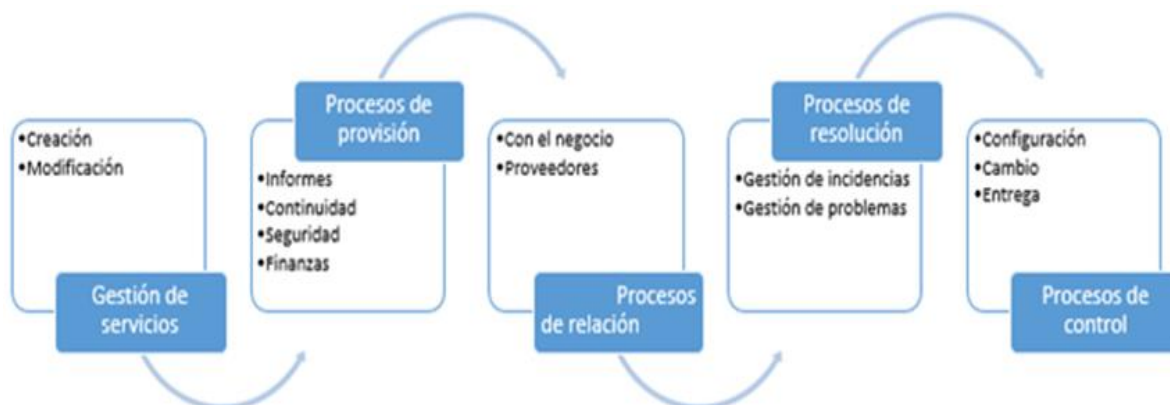 •Creación
•Modificación
Gestión de
servicios
Procesos de
provisión
•Informes
•Continuidad
•Seguridad
•Finanzas
•Con el negocio
•Proveedores
Procesos
de relación
Procesos de
resolución
•Gestión de incidencias
•Gestión de problemas
•Configuración
•Cambio
•Entrega
Procesos de
control